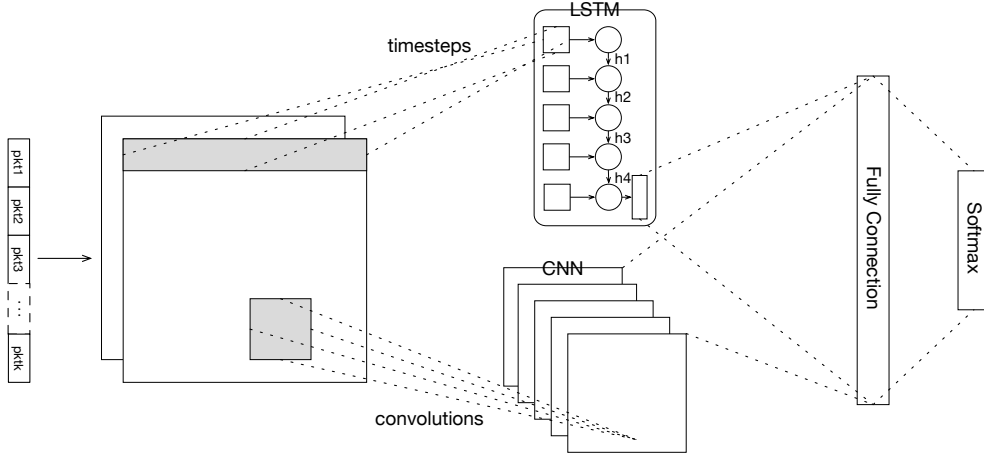 pkt1
pkt2
pkt3
...
pktk
timesteps
convolutions
LSTM
h1
h2
h3
h4
CNN
Fully Connection
Softmax